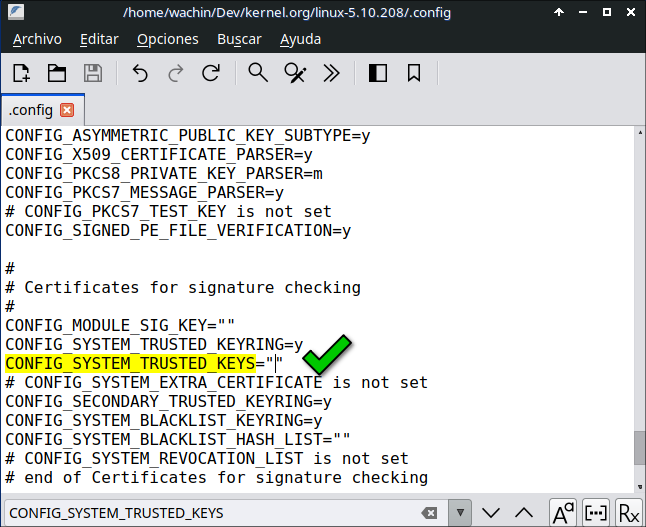 /home/wachin/Dev/kernel.org/linux-5.10.208/.config
Archivo Editar Opciones Buscar Ayuda
.config
CONFIG_ASYMMETRIC_PUBLIC_KEY_SUBTYPE=y
CONFIG_X509_CERTIFICATE_PARSER=y
CONFIG_PKCS8_PRIVATE_KEY_PARSER=m
CONFIG_PKCS7_MESSAGE_PARSER=y
# CONFIG_PKCS7_TEST_KEY is not set
CONFIG_SIGNED_PE_FILE_VERIFICATION=y
#
# Certificates for signature checking
#
CONFIG_MODULE_SIG_KEY=""
CONFIG_SYSTEM_TRUSTED_KEYRING=y
CONFIG_SYSTEM_TRUSTED_KEYS=""
# CONFIG_SYSTEM_EXTRA_CERTIFICATE is not set
CONFIG_SECONDARY_TRUSTED_KEYRING=y
CONFIG_SYSTEM_BLACKLIST_KEYRING=y
CONFIG_SYSTEM_BLACKLIST_HASH_LIST=""
# CONFIG_SYSTEM_REVOCATION_LIST is not set
# end of Certificates for signature checking
CONFIG_SYSTEM_TRUSTED_KEYS Aa [...] Rx